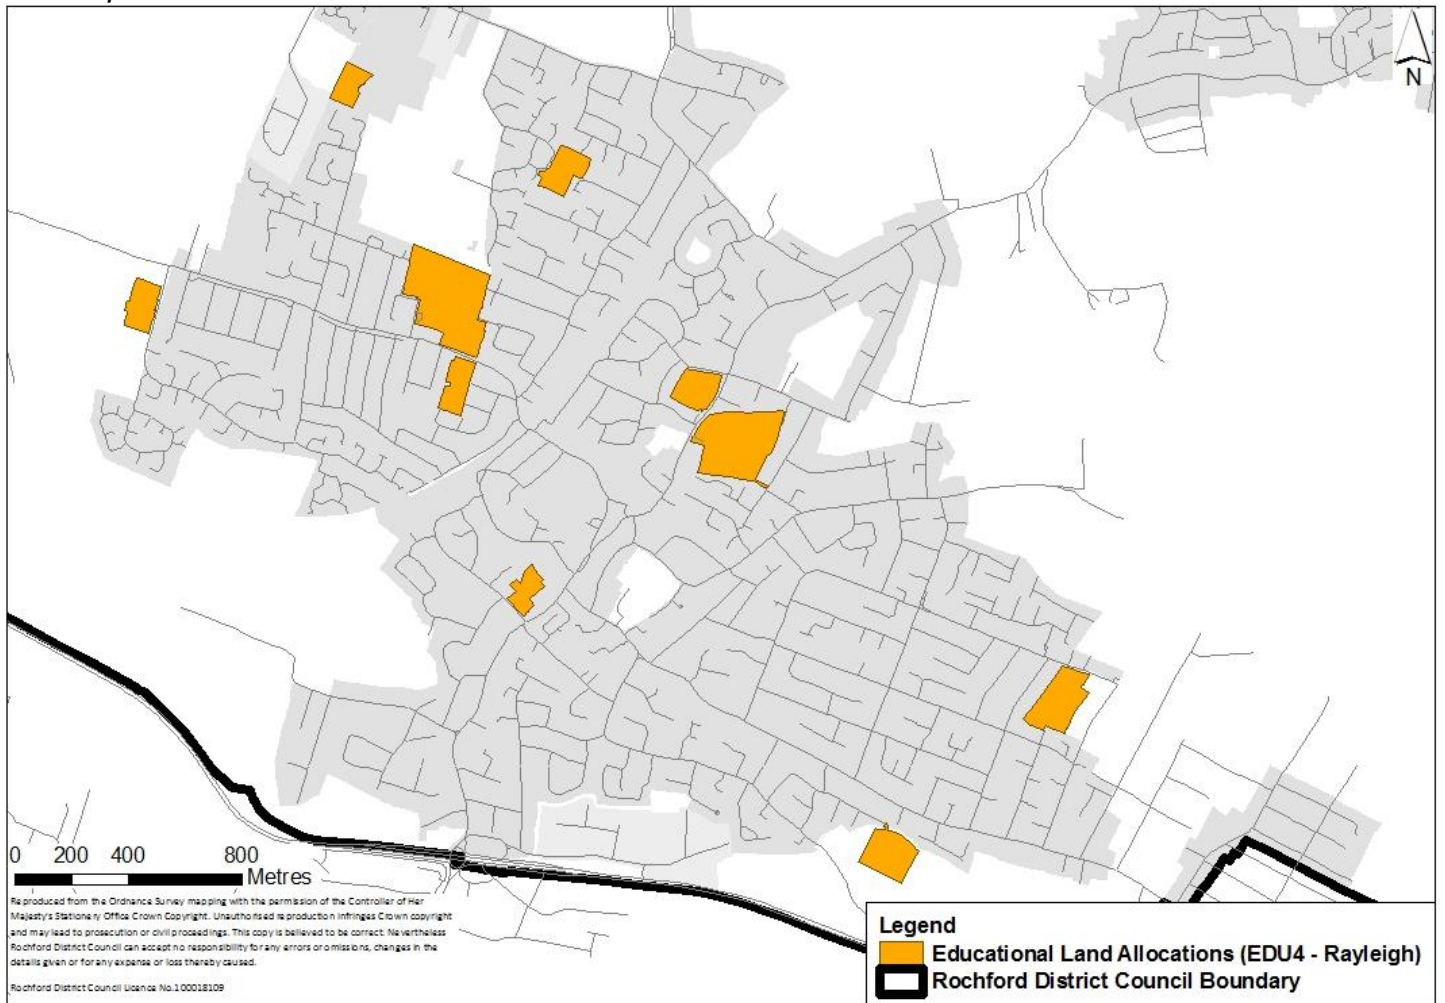 N
0 200 400 800
Metres
Reproduced from the Ordnance Survey mapping with the permission of the Controller of Her
Majesty's Stationery Office Crown Copyright. Unauthorised reproduction infringes Crown copyright
and may lead to prosecution or civil proceedings. This copy is believed to be correct. Nevertheless
Rochford District Council can accept no responsibility for any errors or omissions, changes in the
details given or for any expense or loss thereby caused.
Rochford District Council Licence No.100018109
Legend
Educational Land Allocations (EDU4 - Rayleigh)
Rochford District Council Boundary